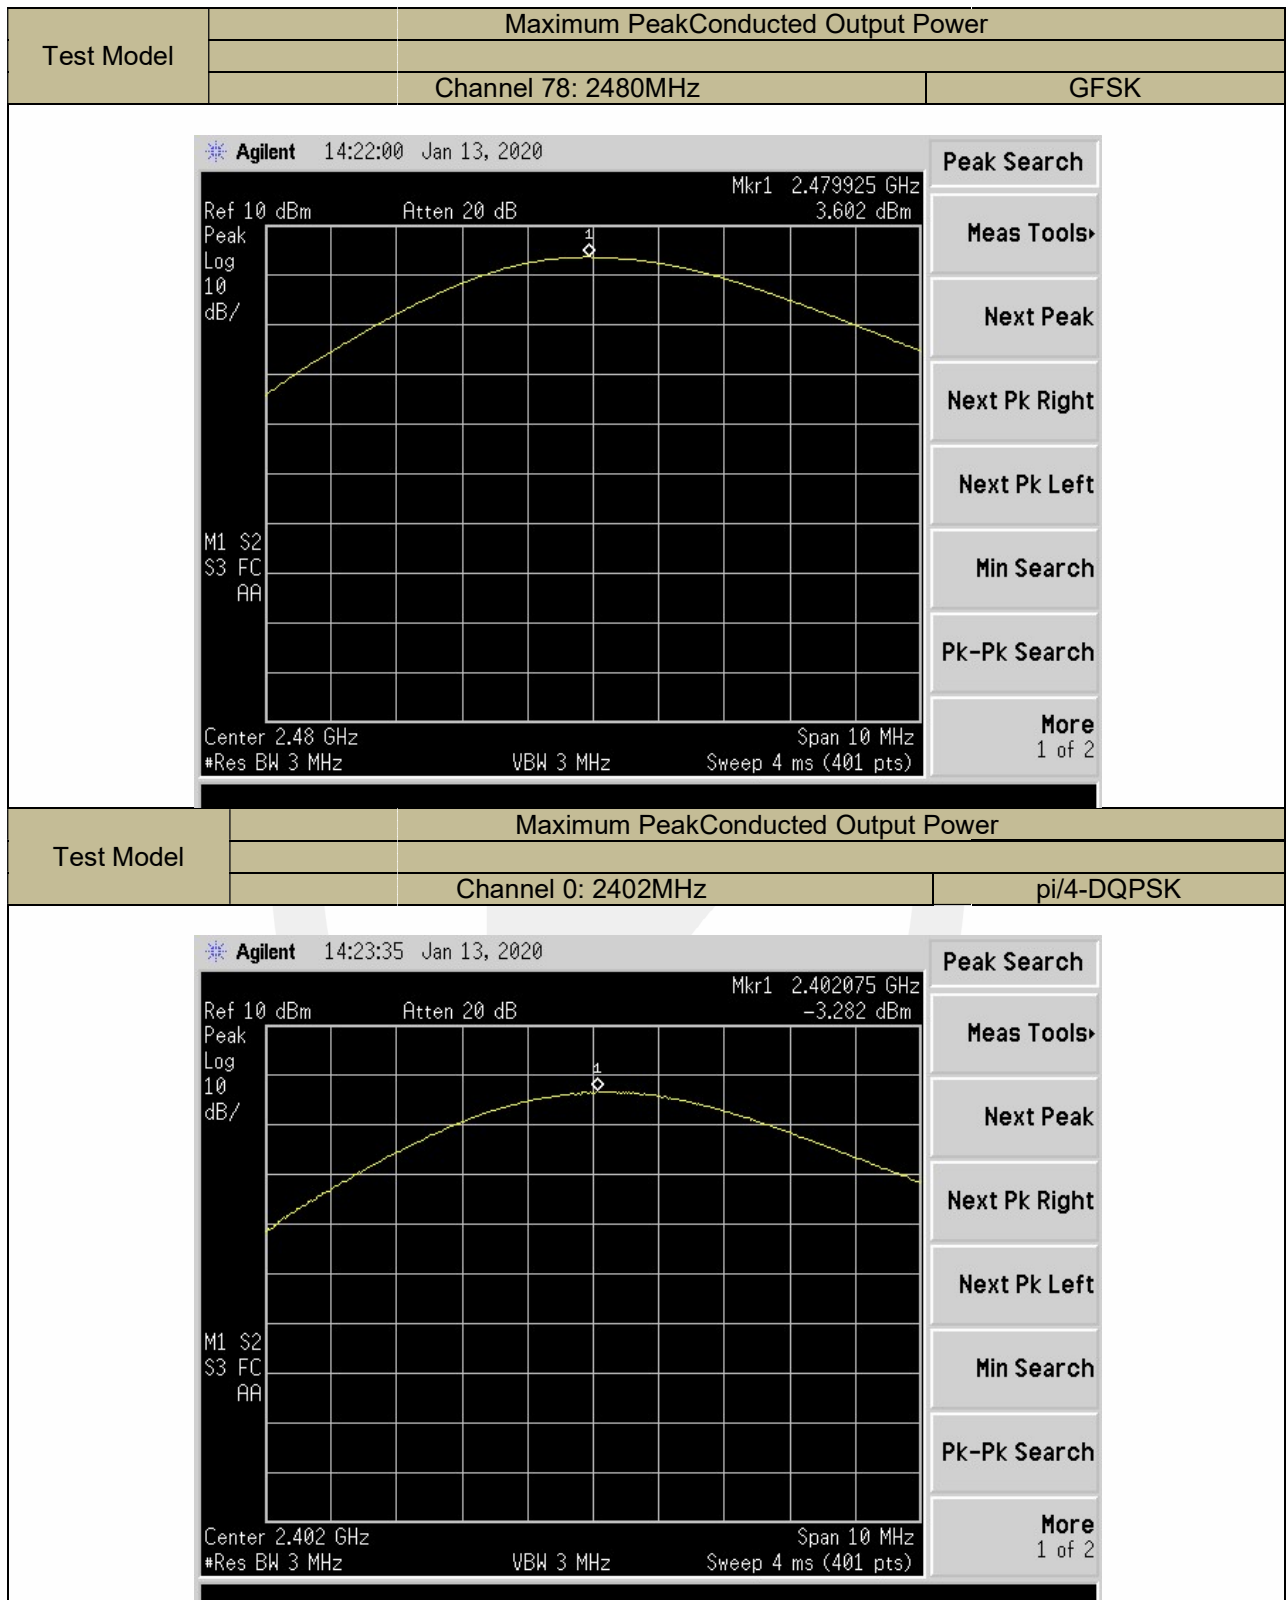 Maximum PeakConducted Output Power
Test Model
Channel 78: 2480MHz GFSK
Agilent 14:22:00 Jan 13, 2020
Peak Search
Mkr1 2.479925 GHz
Ref 10 dBm Atten 20 dB 3.602 dBm
Peak
Log
10
dB/
1
Meas Tools
Next Peak
Next Pk Right
Next Pk Left
M1 S2
S3 FC
AA
Min Search
Pk-Pk Search
More
1 of 2
Center 2.48 GHz Span 10 MHz
#Res BW 3 MHz VBW 3 MHz Sweep 4 ms (401 pts)
Maximum PeakConducted Output Power
Test Model
Channel 0: 2402MHz pi/4-DQPSK
Agilent 14:23:35 Jan 13, 2020
Peak Search
Mkr1 2.402075 GHz
Ref 10 dBm Atten 20 dB -3.282 dBm
Peak
Log
10
dB/
1
Meas Tools
Next Peak
Next Pk Right
Next Pk Left
M1 S2
S3 FC
AA
Min Search
Pk-Pk Search
More
1 of 2
Center 2.402 GHz Span 10 MHz
#Res BW 3 MHz VBW 3 MHz Sweep 4 ms (401 pts)